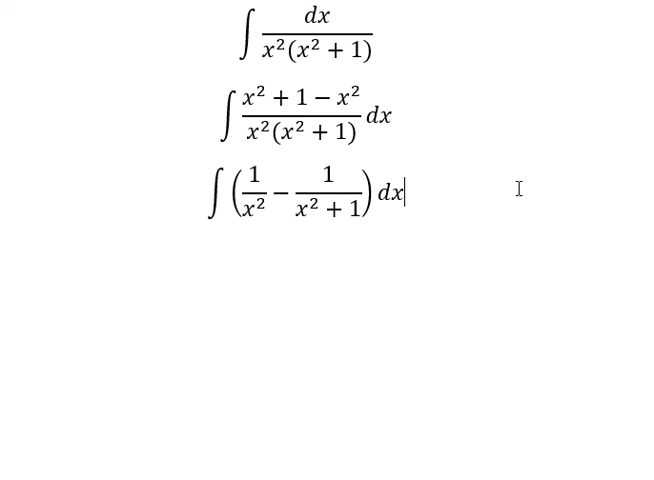 ∫ dx / x²(x² + 1)
∫ x² + 1 − x² / x²(x² + 1) dx
∫ (1/x² − 1/x² + 1) dx